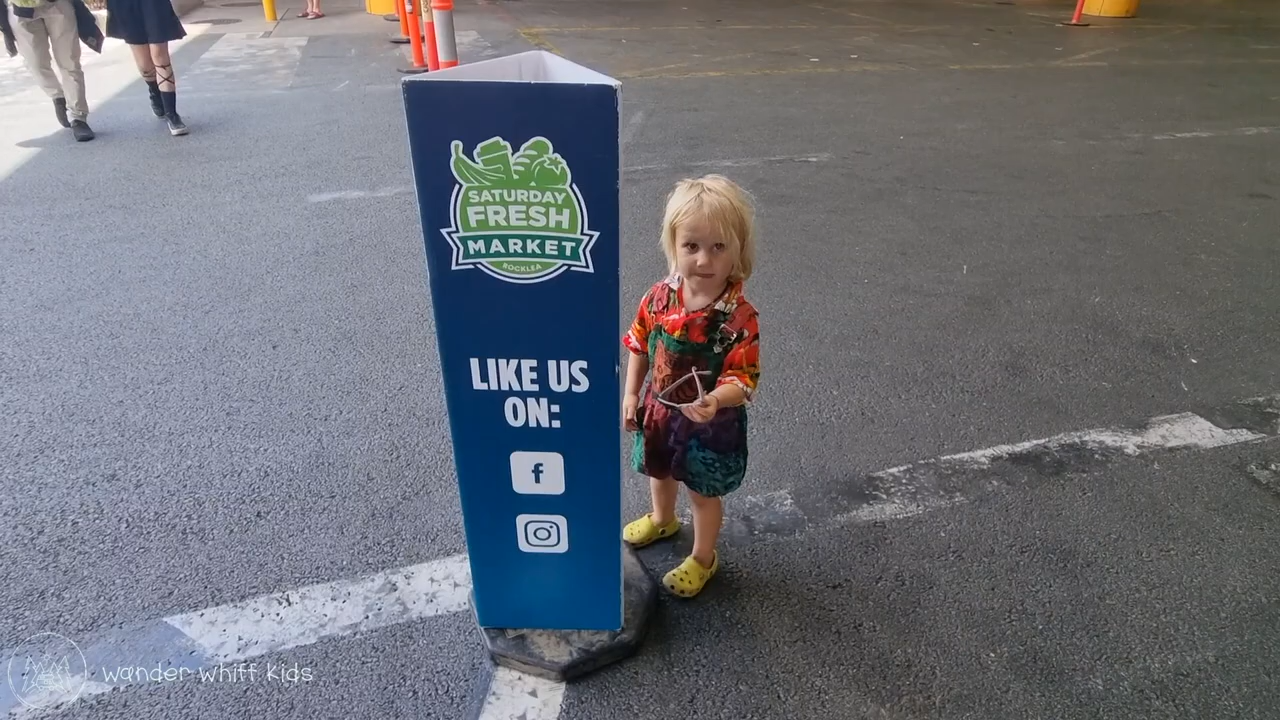 SATURDAY
FRESH
MARKET
ROCKLEA
LIKE US
ON:
f
wander whiff kids